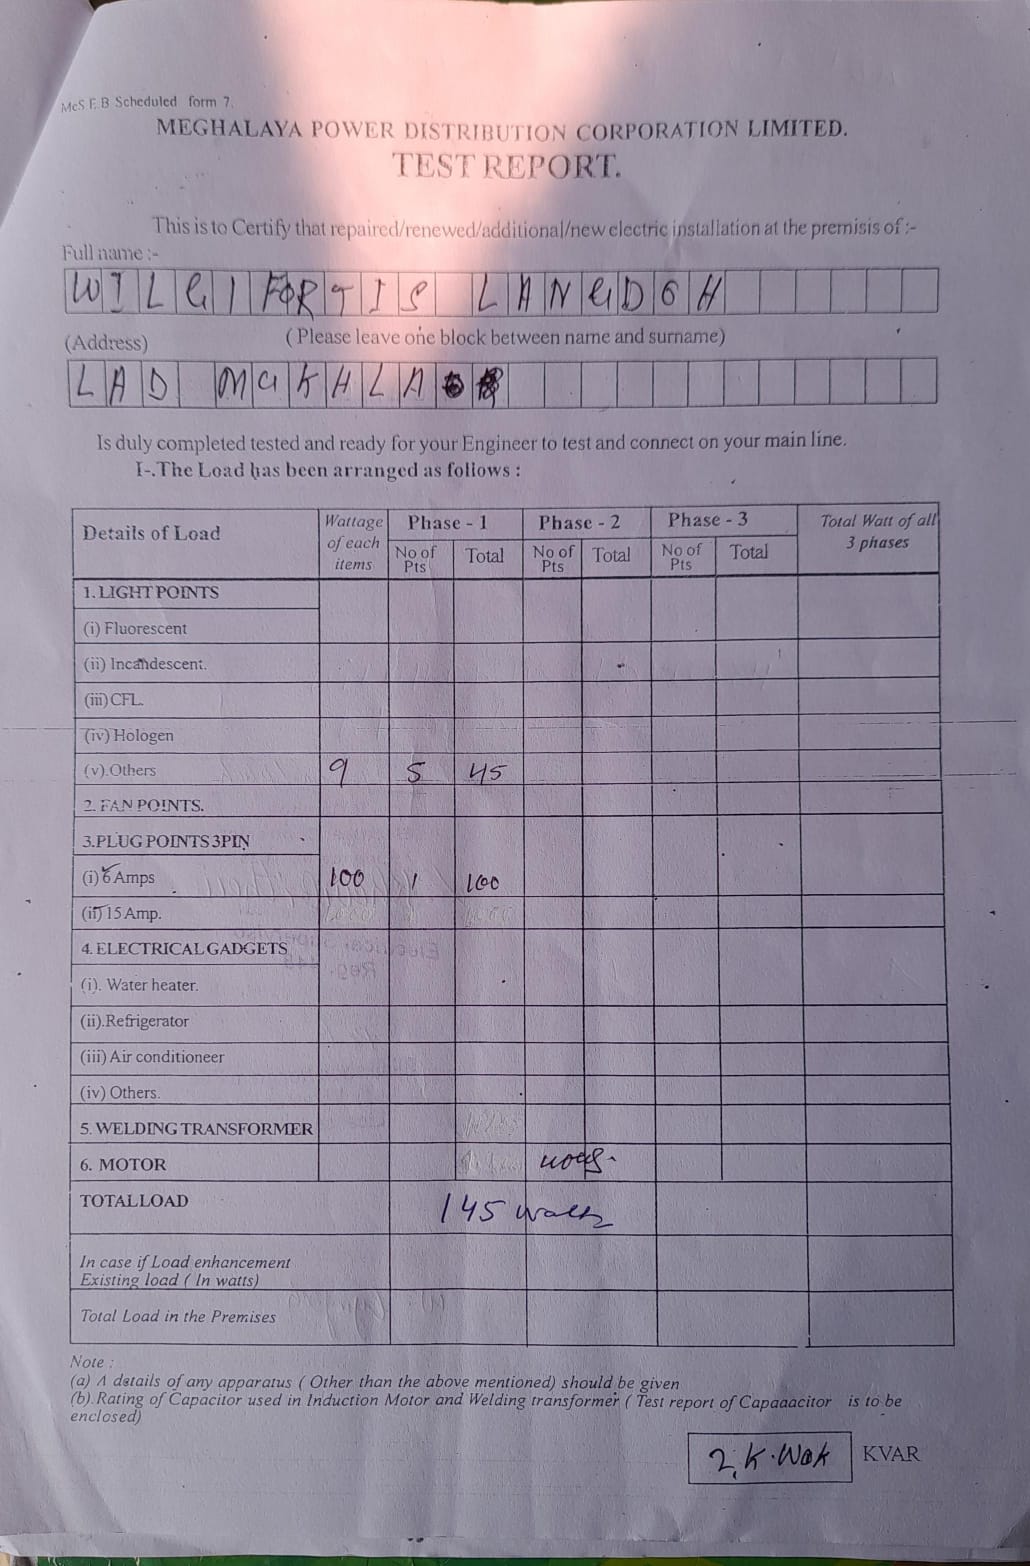 MeS.E.B Scheduled form 7.
MEGHALAYA POWER DISTRIBUTION CORPORATION LIMITED.
TEST REPORT.
This is to Certify that repaired/renewed/additional/new electric installation at the premisis of :-
Full name :-
WILGIFORTIS LANGDOH
(Address) ( Please leave one block between name and surname)
LAD MUKHLA
Is duly completed tested and ready for your Engineer to test and connect on your main line.
I-.The Load has been arranged as follows :
Details of Load Wattage of each items Phase - 1 Phase - 2 Phase - 3 Total Watt of all 3 phases
No of Pts Total No of Pts Total No of Pts Total
1. LIGHT POINTS
(i) Fluorescent
(ii) Incandescent.
(iii) CFL.
(iv) Hologen
(v).Others 9 5 45
2. FAN POINTS.
3.PLUG POINTS 3PIN
(i) 6 Amps 100 1 100
(ii) 15 Amp.
4. ELECTRICAL GADGETS
(i). Water heater.
(ii).Refrigerator
(iii) Air conditioneer
(iv) Others.
5. WELDING TRANSFORMER
6. MOTOR
TOTAL LOAD 145 watts
In case if Load enhancement
Existing load ( In watts)
Total Load in the Premises
Note :
(a) A details of any apparatus ( Other than the above mentioned) should be given
(b).Rating of Capacitor used in Induction Motor and Welding transformer ( Test report of Capaaacitor is to be
enclosed)
2. K. KVAR